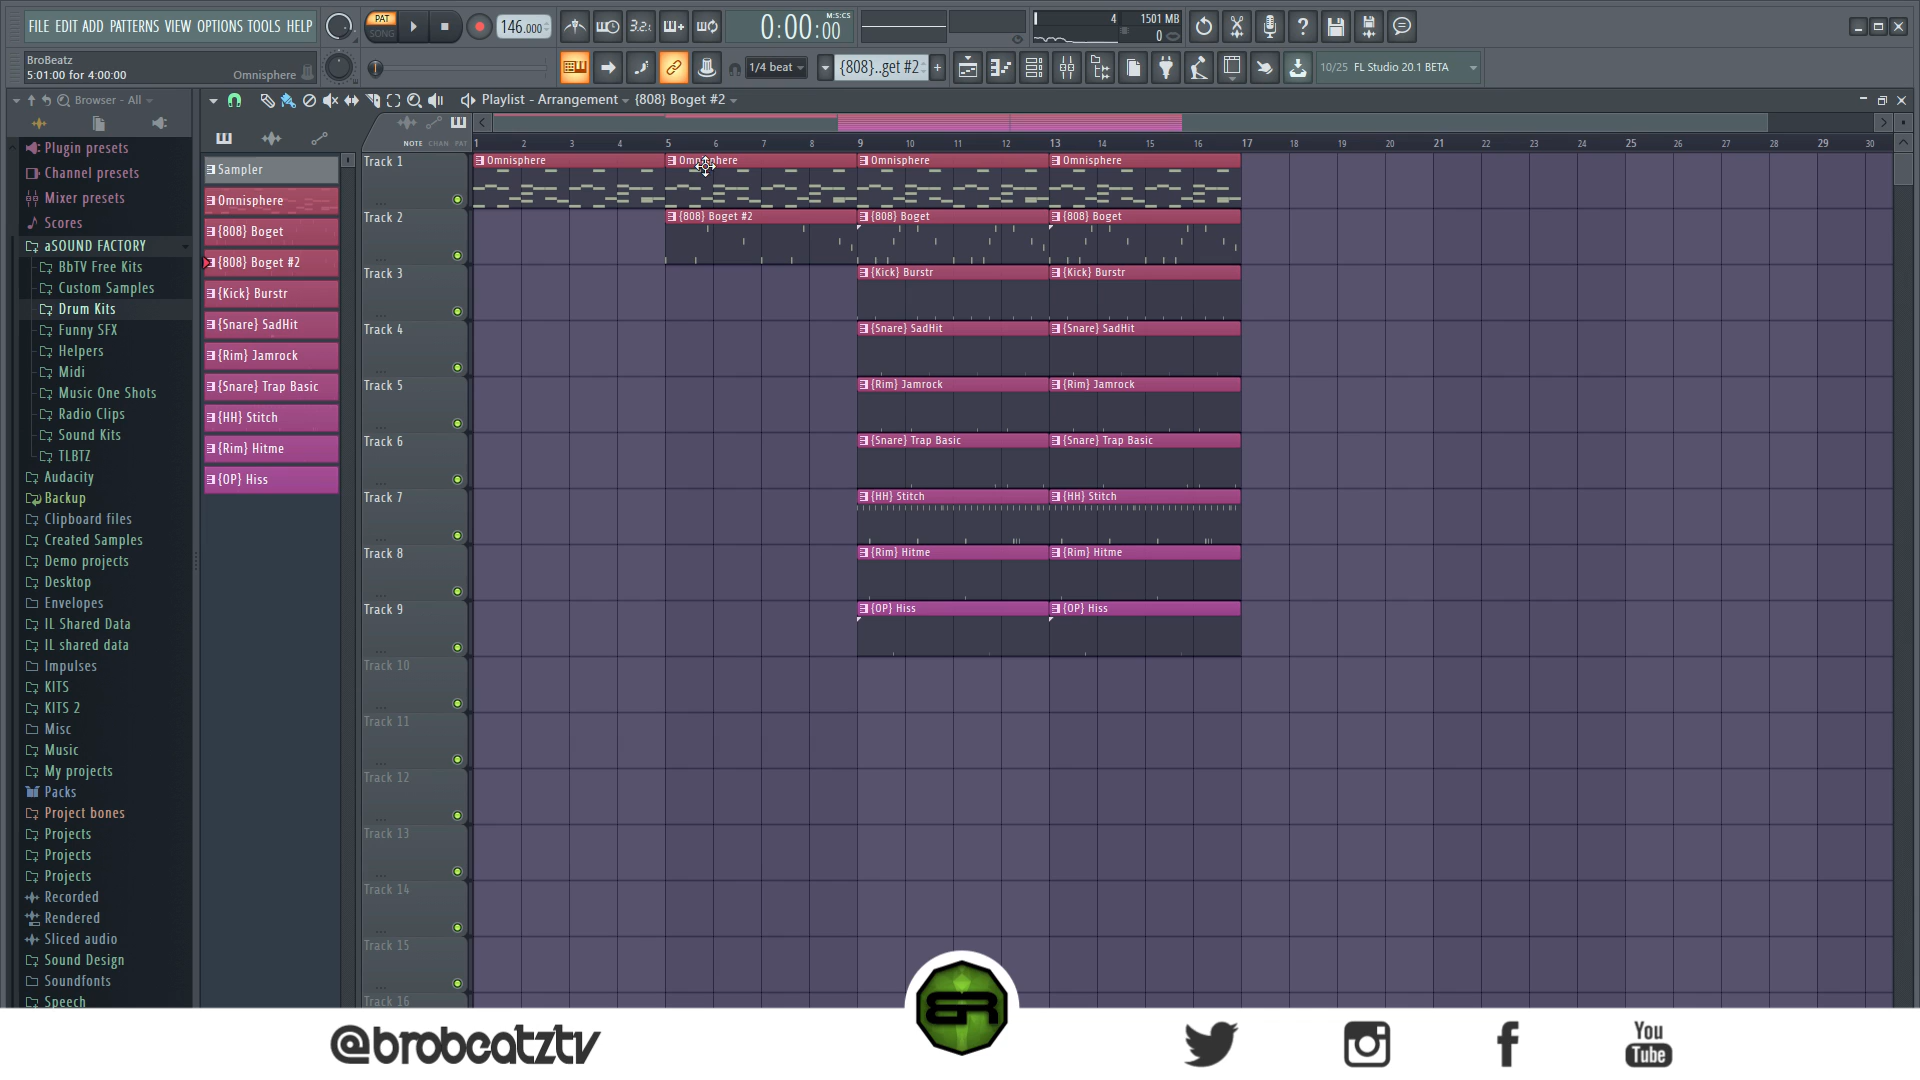 FILE EDIT ADD PATTERNS VIEW OPTIONS TOOLS HELP
PAT
SONG
146.000
M:S:CS
0:00:00
4
1501 MB
0
BroBeatz
5:01:00 for 4:00:00
Omnisphere
1/4 beat
{808}..get #2
+
10/25 FL Studio 20.1 BETA
Browser - All
Playlist - Arrangement
{808} Boget #2
NOTE CHAN PAT
1 2 3 4 5 6 7 8 9 10 11 12 13 14 15 16 17 18 19 20 21 22 23 24 25 26 27 28 29 30
Plugin presets
Channel presets
Mixer presets
Scores
aSOUND FACTORY
BbTV Free Kits
Custom Samples
Drum Kits
Funny SFX
Helpers
Midi
Music One Shots
Radio Clips
Sound Kits
TLBTZ
Audacity
Backup
Clipboard files
Created Samples
Demo projects
Desktop
Envelopes
IL Shared Data
IL shared data
Impulses
KITS
KITS 2
Misc
Music
My projects
Packs
Project bones
Projects
Projects
Projects
Recorded
Rendered
Sliced audio
Sound Design
Soundfonts
Speech
Sampler
Omnisphere
{808} Boget
{808} Boget #2
{Kick} Burstr
{Snare} SadHit
{Rim} Jamrock
{Snare} Trap Basic
{HH} Stitch
{Rim} Hitme
{OP} Hiss
Track 1
Omnisphere Omnisphere Omnisphere Omnisphere
Track 2
{808} Boget #2 {808} Boget {808} Boget
Track 3
{Kick} Burstr {Kick} Burstr
Track 4
{Snare} SadHit {Snare} SadHit
Track 5
{Rim} Jamrock {Rim} Jamrock
Track 6
{Snare} Trap Basic {Snare} Trap Basic
Track 7
{HH} Stitch {HH} Stitch
Track 8
{Rim} Hitme {Rim} Hitme
Track 9
{OP} Hiss {OP} Hiss
Track 10
Track 11
Track 12
Track 13
Track 14
Track 15
Track 16
@brobeatztv
BR
You
Tube